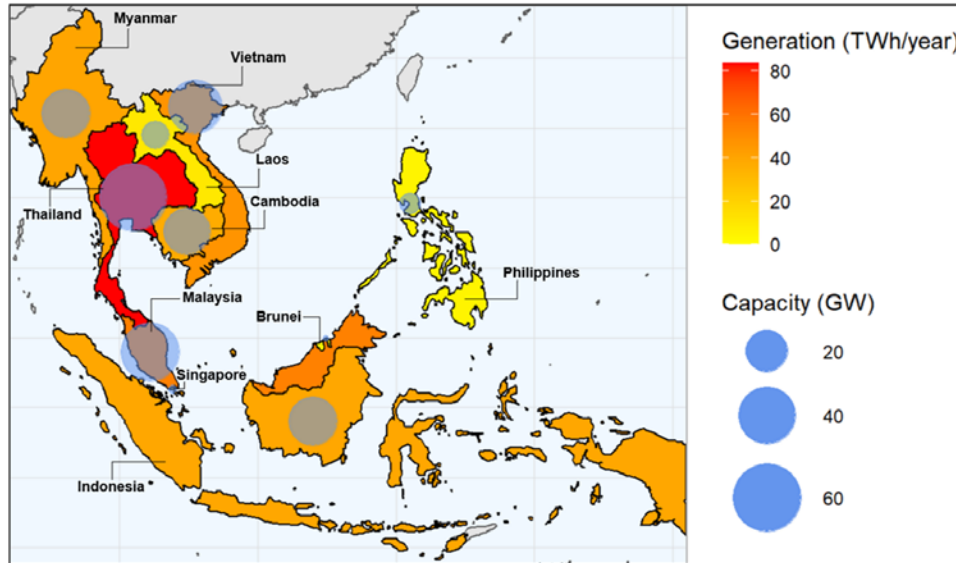 Myanmar
Vietnam
Laos
Cambodia
Thailand
Philippines
Malaysia
Brunei
Singapore
Indonesia
Generation (TWh/year)
80
60
40
20
0
Capacity (GW)
20
40
60